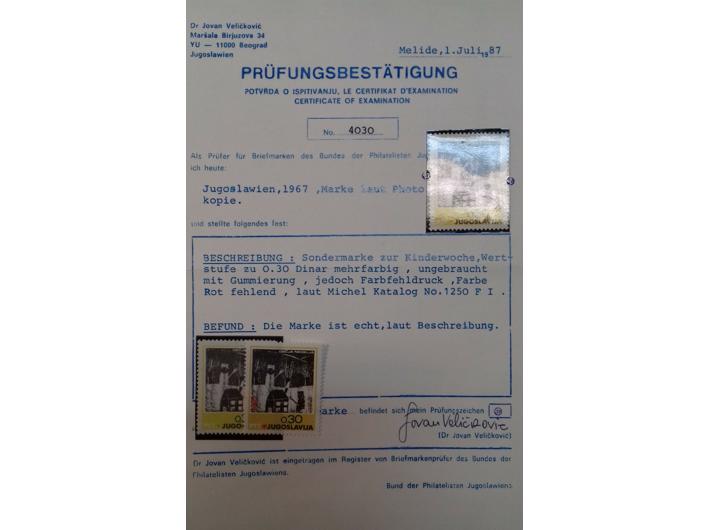 Dr Jovan Veličković
Maršala Birjuzova 34
YU — 11000 Beograd
Jugoslawien
Melide, 1. Juli 1987
PRÜFUNGSBESTÄTIGUNG
POTVRDA O ISPITIVANJU, LE CERTIFIKAT D'EXAMINATION
CERTIFICATE OF EXAMINATION
No. 4030
Als Prüfer für Briefmarken des Bundes der Philatelisten
ich heute:
Jugoslawien, 1967 , Marke laut Photo
kopie.
JUGOSLAVIJA
und stellte folgendes fest:
BESCHREIBUNG : Sondermarke zur Kinderwoche, Wert-
stufe zu 0.30 Dinar mehrfarbig , ungebraucht
mit Gummierung , jedoch Farbfehldruck , Farbe
Rot fehlend , laut Michel Katalog No.1250 F I .
BEFUND : Die Marke ist echt, laut Beschreibung.
0.30
JUGOSLAVIJA
JUGO
arke befindet sich mein Prüfungszeichen
Jovan Veličković
(Dr Jovan Veličković)
Dr Jovan Veličković ist eingetragen im Register von Briefmarkenprüfer des Bundes der
Philatelisten Jugoslawiens.
Bund der Philatelisten Jugoslawiens